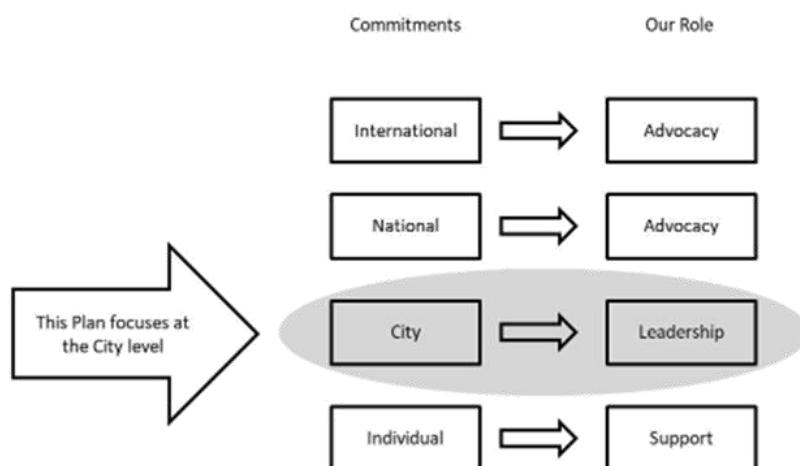 Commitments Our Role
International Advocacy
National Advocacy
This Plan focuses at
the City level
City Leadership
Individual Support